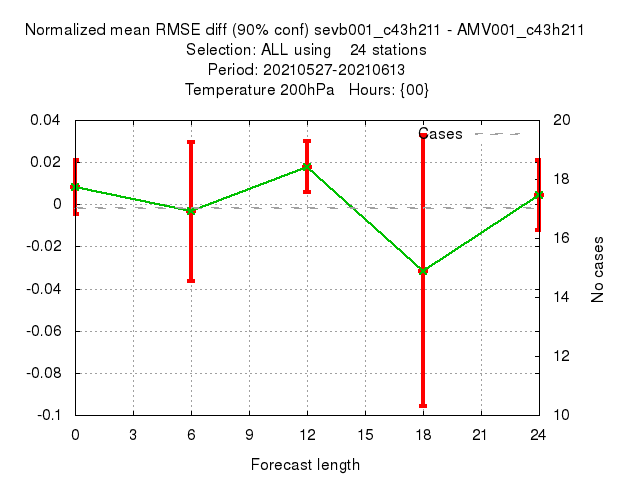 Normalized mean RMSE diff (90% conf) sevb001_c43h211 - AMV001_c43h211
Selection: ALL using 24 stations
Period: 20210527-20210613
Temperature 200hPa Hours: {00}
0.04
0.02
0
-0.02
-0.04
-0.06
-0.08
-0.1
Cases
20
18
16
14
12
10
No cases
0 3 6 9 12 15 18 21 24
Forecast length